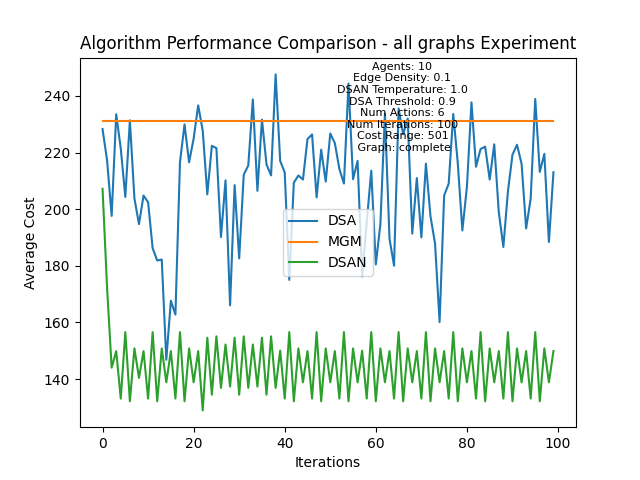 Algorithm Performance Comparison - all graphs Experiment
Agents: 10
Edge Density: 0.1
DSAN Temperature: 1.0
DSA Threshold: 0.9
Num Actions: 6
Num Iterations: 100
Cost Range: 501
Graph: complete
240
220
200
180
160
140
Average Cost
DSA
MGM
DSAN
0 20 40 60 80 100
Iterations